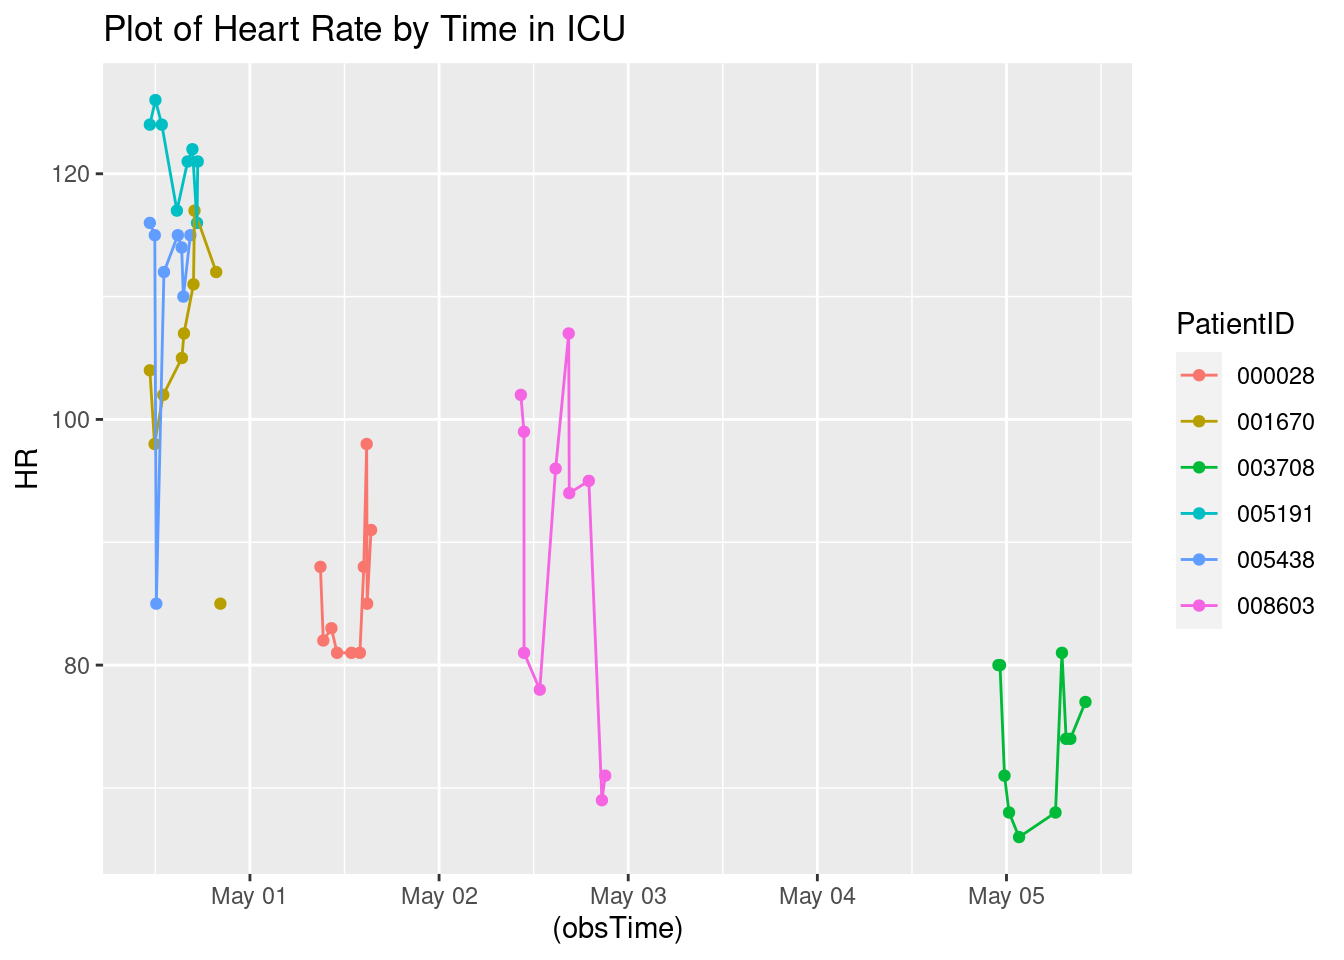 Plot of Heart Rate by Time in ICU
120
100
80
HR
May 01
May 02
May 03
May 04
May 05
(obsTime)
PatientID
000028
001670
003708
005191
005438
008603